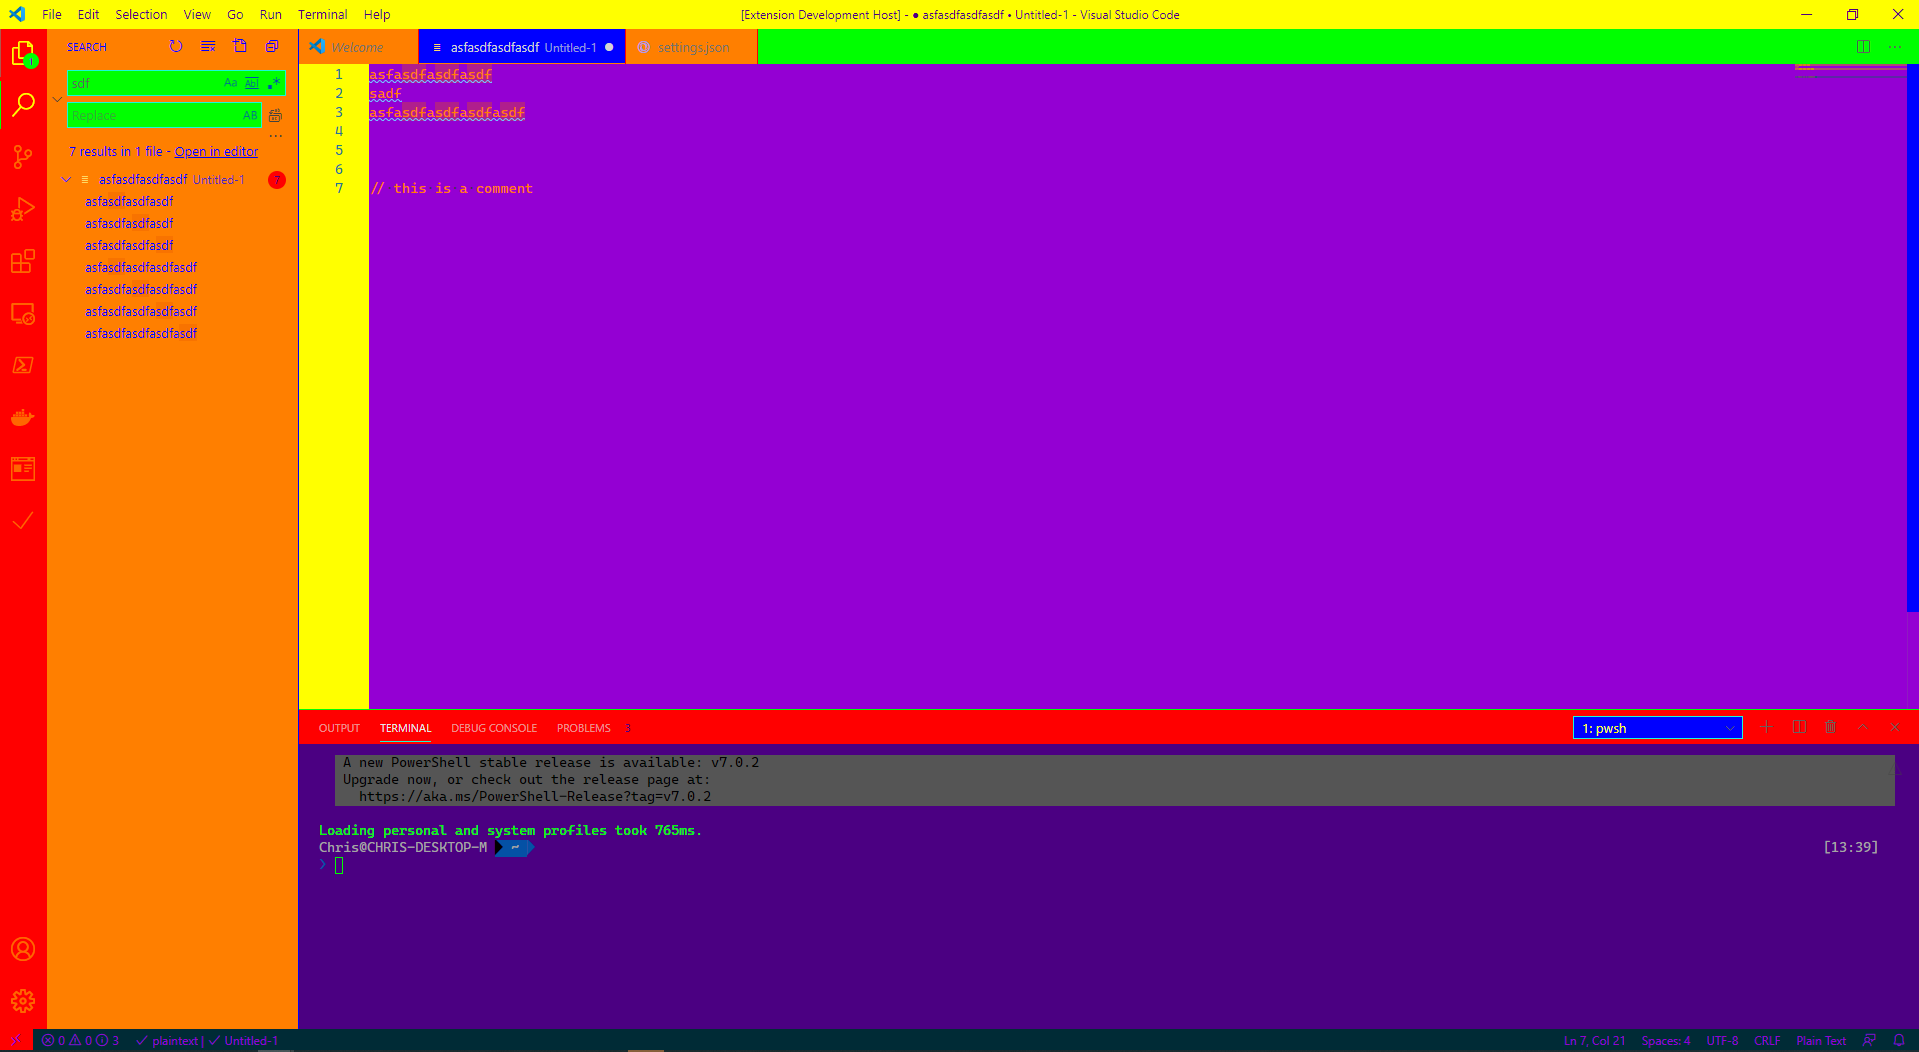 File Edit Selection View Go Run Terminal Help
[Extension Development Host] - ● asfasdfasdfasdf • Untitled-1 - Visual Studio Code
1
SEARCH
sdf
Aa Abl .*
Replace
AB
7 results in 1 file - Open in editor
asfasdfasdfasdf Untitled-1 7
asfasdfasdfasdf
asfasdfasdfasdf
asfasdfasdfasdf
asfasdfasdfasdfasdf
asfasdfasdfasdfasdf
asfasdfasdfasdfasdf
asfasdfasdfasdfasdf
Welcome asfasdfasdfasdf Untitled-1 ● settings.json
1 asfasdfasdfasdf
2 sadf
3 asfasdfasdfasdfasdf
4
5
6
7 // this is a comment
OUTPUT TERMINAL DEBUG CONSOLE PROBLEMS
1: pwsh
A new PowerShell stable release is available: v7.0.2
Upgrade now, or check out the release page at:
https://aka.ms/PowerShell-Release?tag=v7.0.2
Loading personal and system profiles took 765ms.
Chris@CHRIS-DESKTOP-M ~ [13:39]
>
0 0 3 plaintext | Untitled-1
Ln 7, Col 21 Spaces: 4 UTF-8 CRLF Plain Text